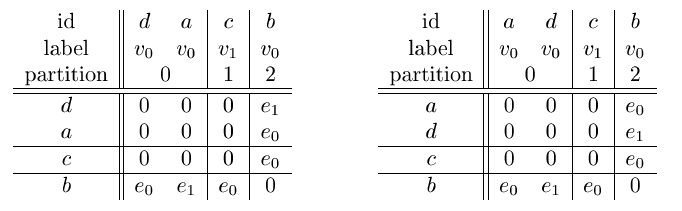 id d a c b
label v0 v0 v1 v0
partition 0 1 2
d 0 0 0 e1
a 0 0 0 e0
c 0 0 0 e0
b e0 e1 e0 0
id a d c b
label v0 v0 v1 v0
partition 0 1 2
a 0 0 0 e0
d 0 0 0 e1
c 0 0 0 e0
b e0 e1 e0 0